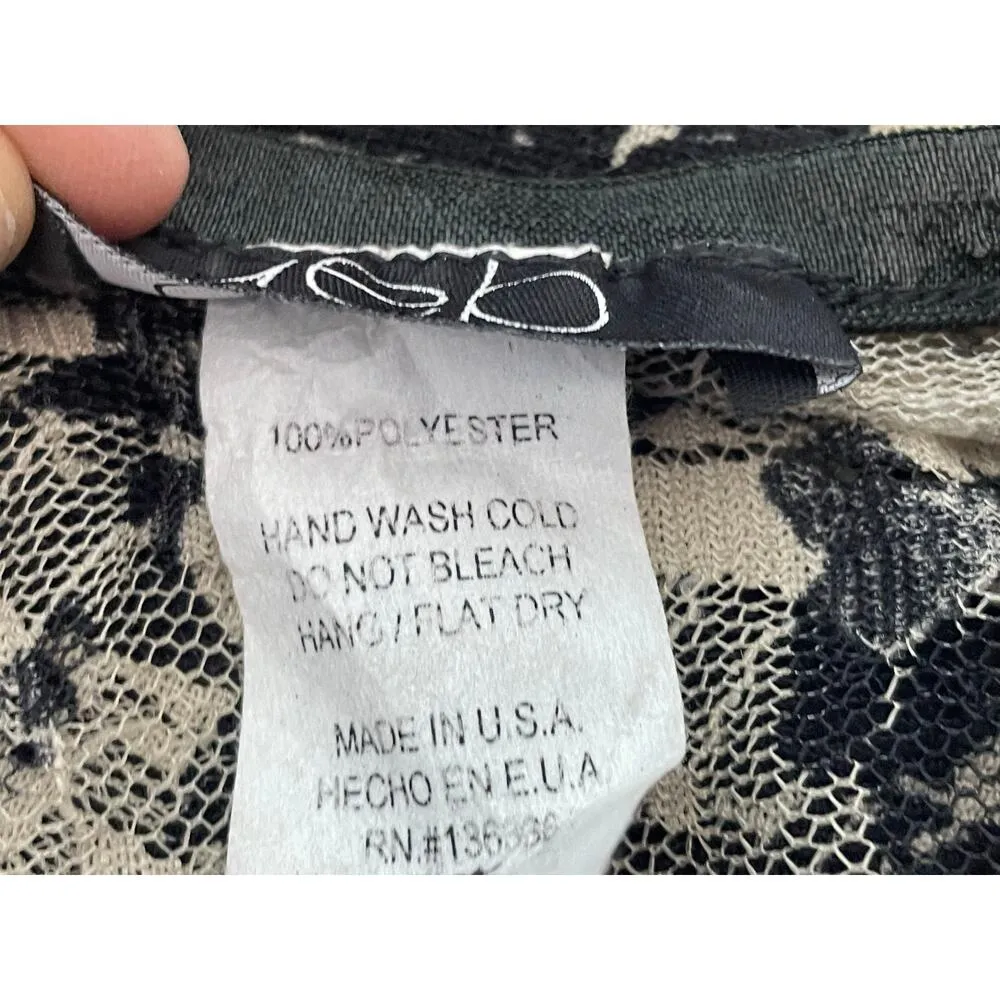 100% POLYESTER
HAND WASH COLD
DO NOT BLEACH
HANG / FLAT DRY
MADE IN U.S.A.
HECHO EN E.U.A.